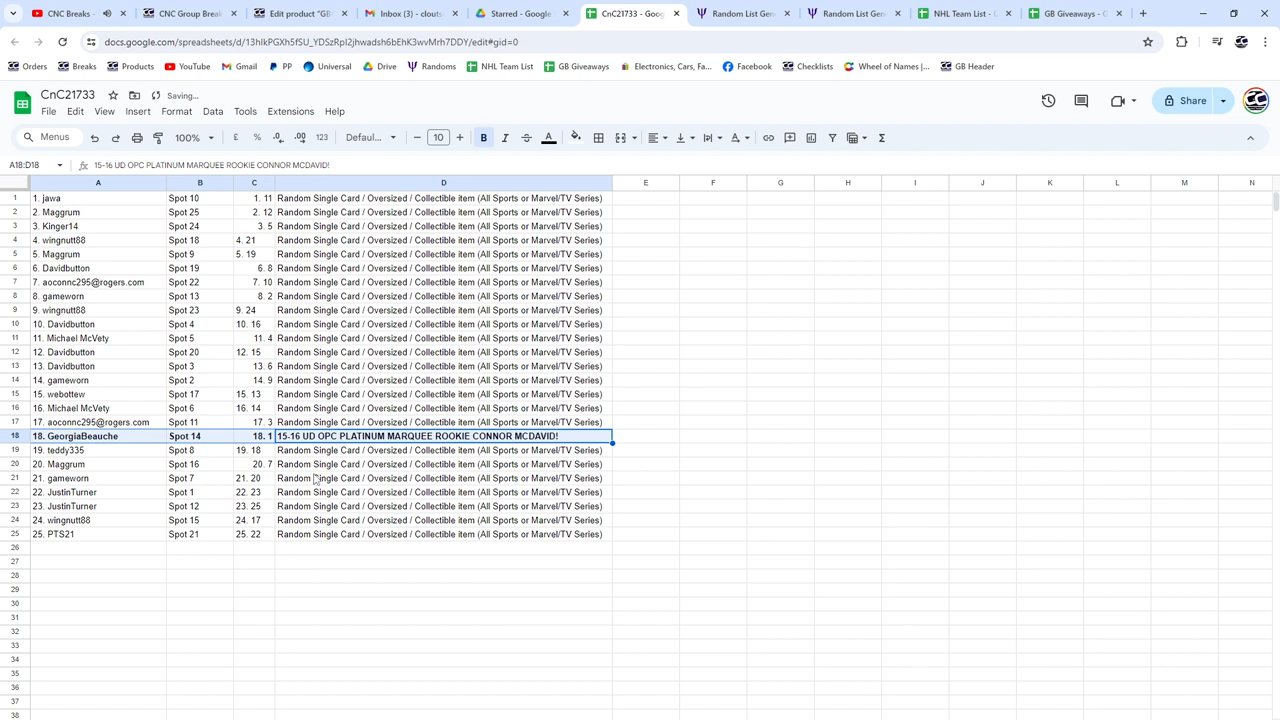 CNC Breaks
CNC Group Break
Edit product "GB
Inbox (3) - clou
Starred - Google
CnC21733 - Goog
Random List Gen
Random List Gen
NHL Team List - G
GB Giveaways - G
docs.google.com/spreadsheets/d/13hIkPGXh5fSU_YDSzRpI2jhwadsh6bEhK3wvMrh7DDY/edit#gid=0
Orders
Breaks
Products
YouTube
Gmail
PP
Universal
Drive
Randoms
NHL Team List
GB Giveaways
Electronics, Cars, Fa...
Facebook
Checklists
Wheel of Names |...
GB Header
CnC21733
Saving...
File Edit View Insert Format Data Tools Extensions Help
Share
Menus 100% £ % .0 .00 123 Defaul... 10 B I A
A18:D18 15-16 UD OPC PLATINUM MARQUEE ROOKIE CONNOR MCDAVID!
A B C D E F G H I J K L M N
1 1. jawa Spot 10 1. 11 Random Single Card / Oversized / Collectible item (All Sports or Marvel/TV Series)
2 2. Maggrum Spot 25 2. 12 Random Single Card / Oversized / Collectible item (All Sports or Marvel/TV Series)
3 3. Kinger14 Spot 24 3. 5 Random Single Card / Oversized / Collectible item (All Sports or Marvel/TV Series)
4 4. wingnutt88 Spot 18 4. 21 Random Single Card / Oversized / Collectible item (All Sports or Marvel/TV Series)
5 5. Maggrum Spot 9 5. 19 Random Single Card / Oversized / Collectible item (All Sports or Marvel/TV Series)
6 6. Davidbutton Spot 19 6. 8 Random Single Card / Oversized / Collectible item (All Sports or Marvel/TV Series)
7 7. aoconnc295@rogers.com Spot 22 7. 10 Random Single Card / Oversized / Collectible item (All Sports or Marvel/TV Series)
8 8. gameworn Spot 13 8. 2 Random Single Card / Oversized / Collectible item (All Sports or Marvel/TV Series)
9 9. wingnutt88 Spot 23 9. 24 Random Single Card / Oversized / Collectible item (All Sports or Marvel/TV Series)
10 10. Davidbutton Spot 4 10. 16 Random Single Card / Oversized / Collectible item (All Sports or Marvel/TV Series)
11 11. Michael McVety Spot 5 11. 4 Random Single Card / Oversized / Collectible item (All Sports or Marvel/TV Series)
12 12. Davidbutton Spot 20 12. 15 Random Single Card / Oversized / Collectible item (All Sports or Marvel/TV Series)
13 13. Davidbutton Spot 3 13. 6 Random Single Card / Oversized / Collectible item (All Sports or Marvel/TV Series)
14 14. gameworn Spot 2 14. 9 Random Single Card / Oversized / Collectible item (All Sports or Marvel/TV Series)
15 15. webottew Spot 17 15. 13 Random Single Card / Oversized / Collectible item (All Sports or Marvel/TV Series)
16 16. Michael McVety Spot 6 16. 14 Random Single Card / Oversized / Collectible item (All Sports or Marvel/TV Series)
17 17. aoconnc295@rogers.com Spot 11 17. 3 Random Single Card / Oversized / Collectible item (All Sports or Marvel/TV Series)
18 18. GeorgiaBeauche Spot 14 18. 1 15-16 UD OPC PLATINUM MARQUEE ROOKIE CONNOR MCDAVID!
19 19. teddy335 Spot 8 19. 18 Random Single Card / Oversized / Collectible item (All Sports or Marvel/TV Series)
20 20. Maggrum Spot 16 20. 7 Random Single Card / Oversized / Collectible item (All Sports or Marvel/TV Series)
21 21. gameworn Spot 7 21. 20 Random Single Card / Oversized / Collectible item (All Sports or Marvel/TV Series)
22 22. JustinTurner Spot 1 22. 23 Random Single Card / Oversized / Collectible item (All Sports or Marvel/TV Series)
23 23. JustinTurner Spot 12 23. 25 Random Single Card / Oversized / Collectible item (All Sports or Marvel/TV Series)
24 24. wingnutt88 Spot 15 24. 17 Random Single Card / Oversized / Collectible item (All Sports or Marvel/TV Series)
25 25. PTS21 Spot 21 25. 22 Random Single Card / Oversized / Collectible item (All Sports or Marvel/TV Series)
26
27
28
29
30
31
32
33
34
35
36
37
38